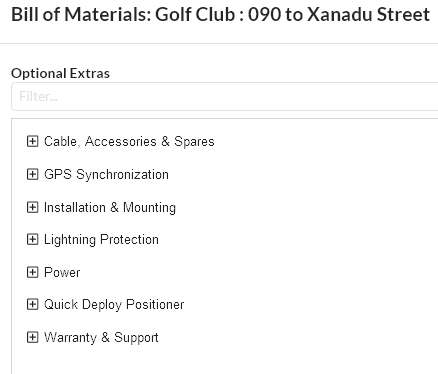 Bill of Materials: Golf Club : 090 to Xanadu Street
Optional Extras
Filter...
Cable, Accessories & Spares
GPS Synchronization
Installation & Mounting
Lightning Protection
Power
Quick Deploy Positioner
Warranty & Support